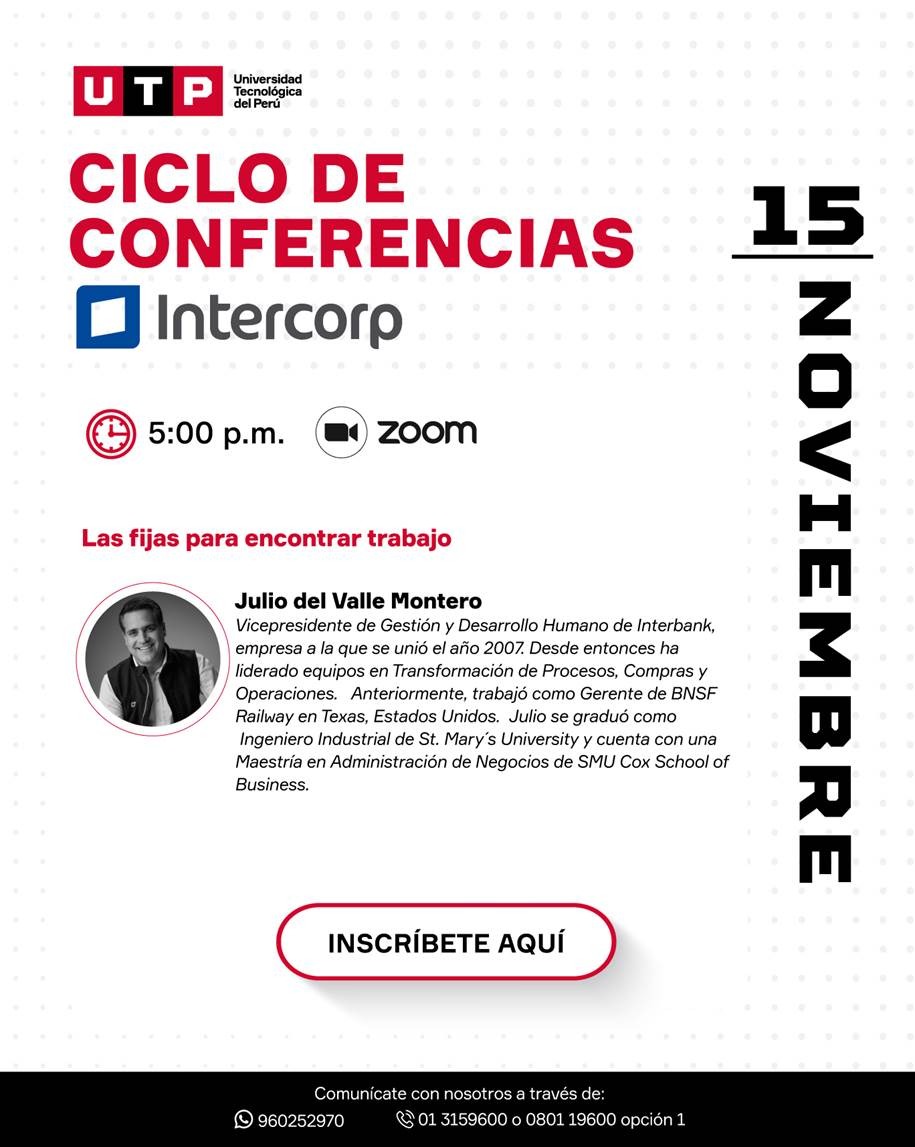 UTP Universidad
Tecnológica
del Perú
CICLO DE
CONFERENCIAS
Intercorp
15
NOVIEMBRE
5:00 p.m. zoom
Las fijas para encontrar trabajo
Julio del Valle Montero
Vicepresidente de Gestión y Desarrollo Humano de Interbank,
empresa a la que se unió el año 2007. Desde entonces ha
liderado equipos en Transformación de Procesos, Compras y
Operaciones. Anteriormente, trabajó como Gerente de BNSF
Railway en Texas, Estados Unidos. Julio se graduó como
Ingeniero Industrial de St. Mary´s University y cuenta con una
Maestría en Administración de Negocios de SMU Cox School of
Business.
INSCRÍBETE AQUÍ
Comunícate con nosotros a través de:
960252970 01 3159600 o 0801 19600 opción 1